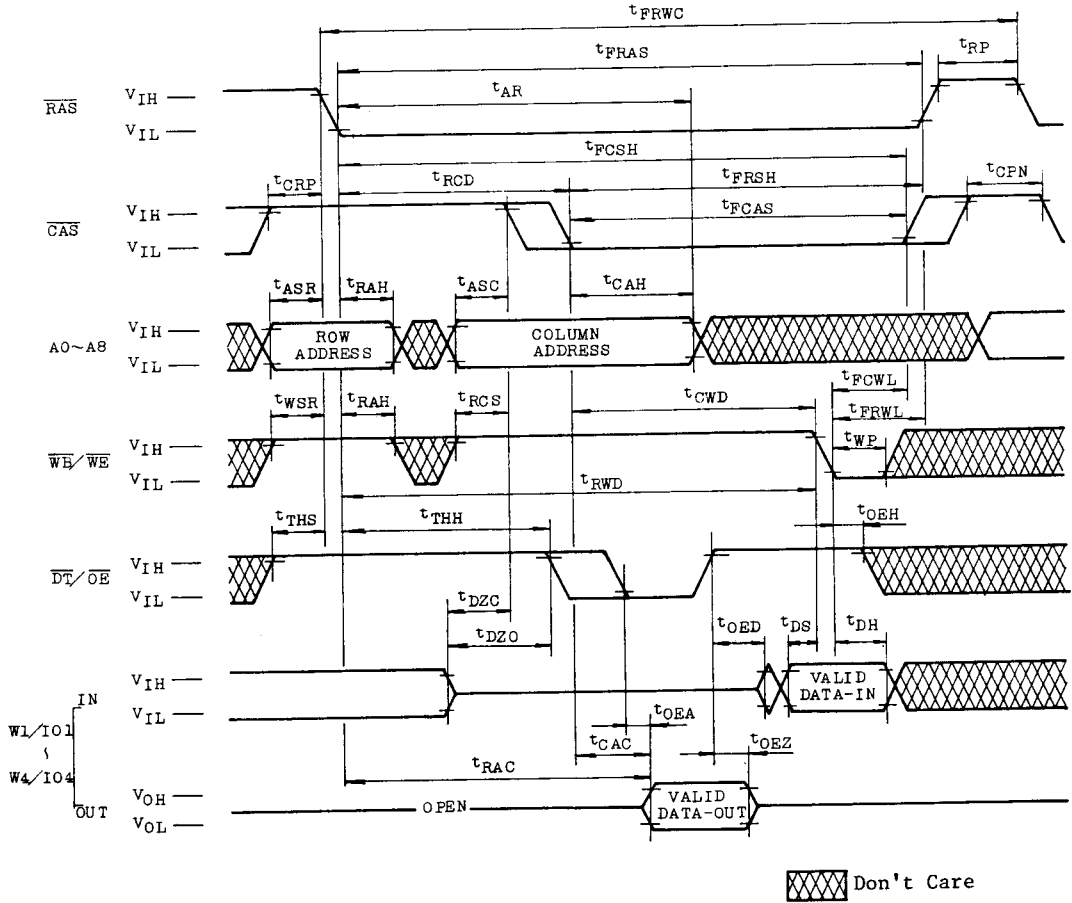 tFRWC
tFRAS
tRP
tAR
RAS
VIH
VIL
tFCSH
tCRP
tRCD
tFRSH
tCPN
tFCAS
CAS
VIH
VIL
tASR
tRAH
tASC
tCAH
A0~A8
VIH
VIL
ROW ADDRESS
COLUMN ADDRESS
tFCWL
tCWD
tFRWL
tWSR
tRAH
tRCS
tWP
WB/WE
VIH
VIL
tRWD
tTHS
tTHH
tOEH
DT/OE
VIH
VIL
tDZC
tDZO
tOED
tDS
tDH
IN
VIH
VIL
VALID DATA-IN
W1/IO1
~
W4/IO4
tOEA
tCAC
tOEZ
tRAC
OUT
VOH
VOL
OPEN
VALID DATA-OUT
Don't Care